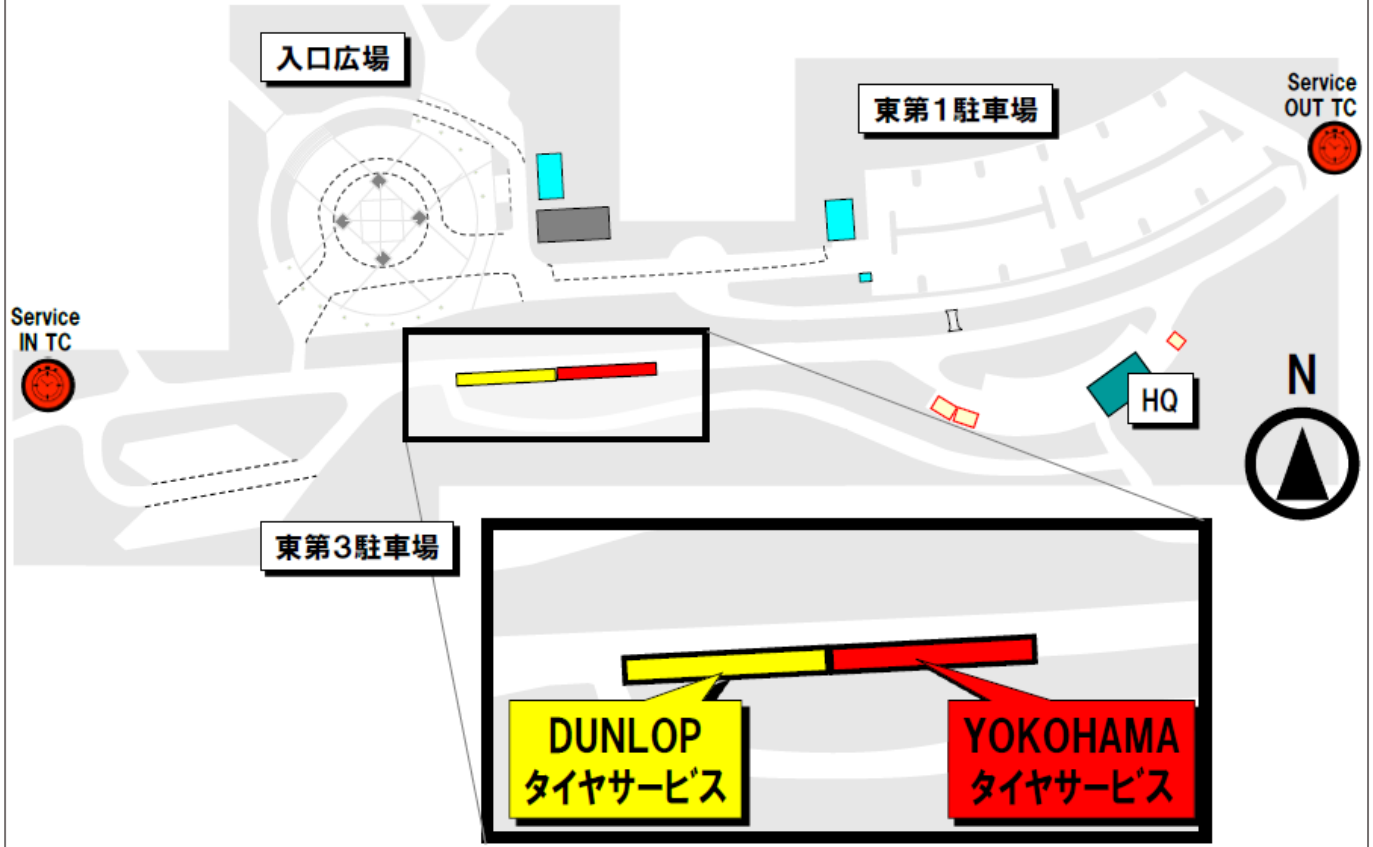 入口広場
東第1駐車場
Service
OUT TC
Service
IN TC
HQ
N
東第3駐車場
DUNLOP
タイヤサービス
YOKOHAMA
タイヤサービス